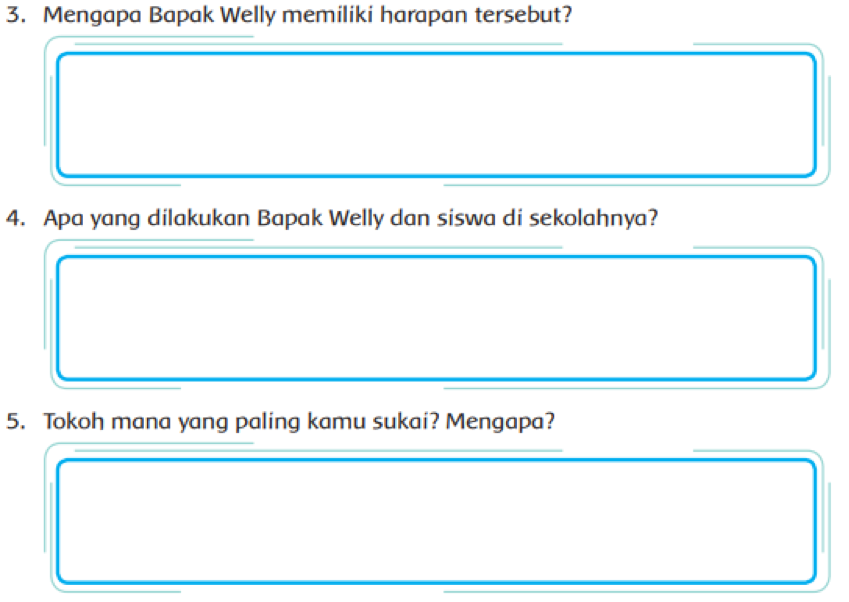 3. Mengapa Bapak Welly memiliki harapan tersebut?
4. Apa yang dilakukan Bapak Welly dan siswa di sekolahnya?
5. Tokoh mana yang paling kamu sukai? Mengapa?